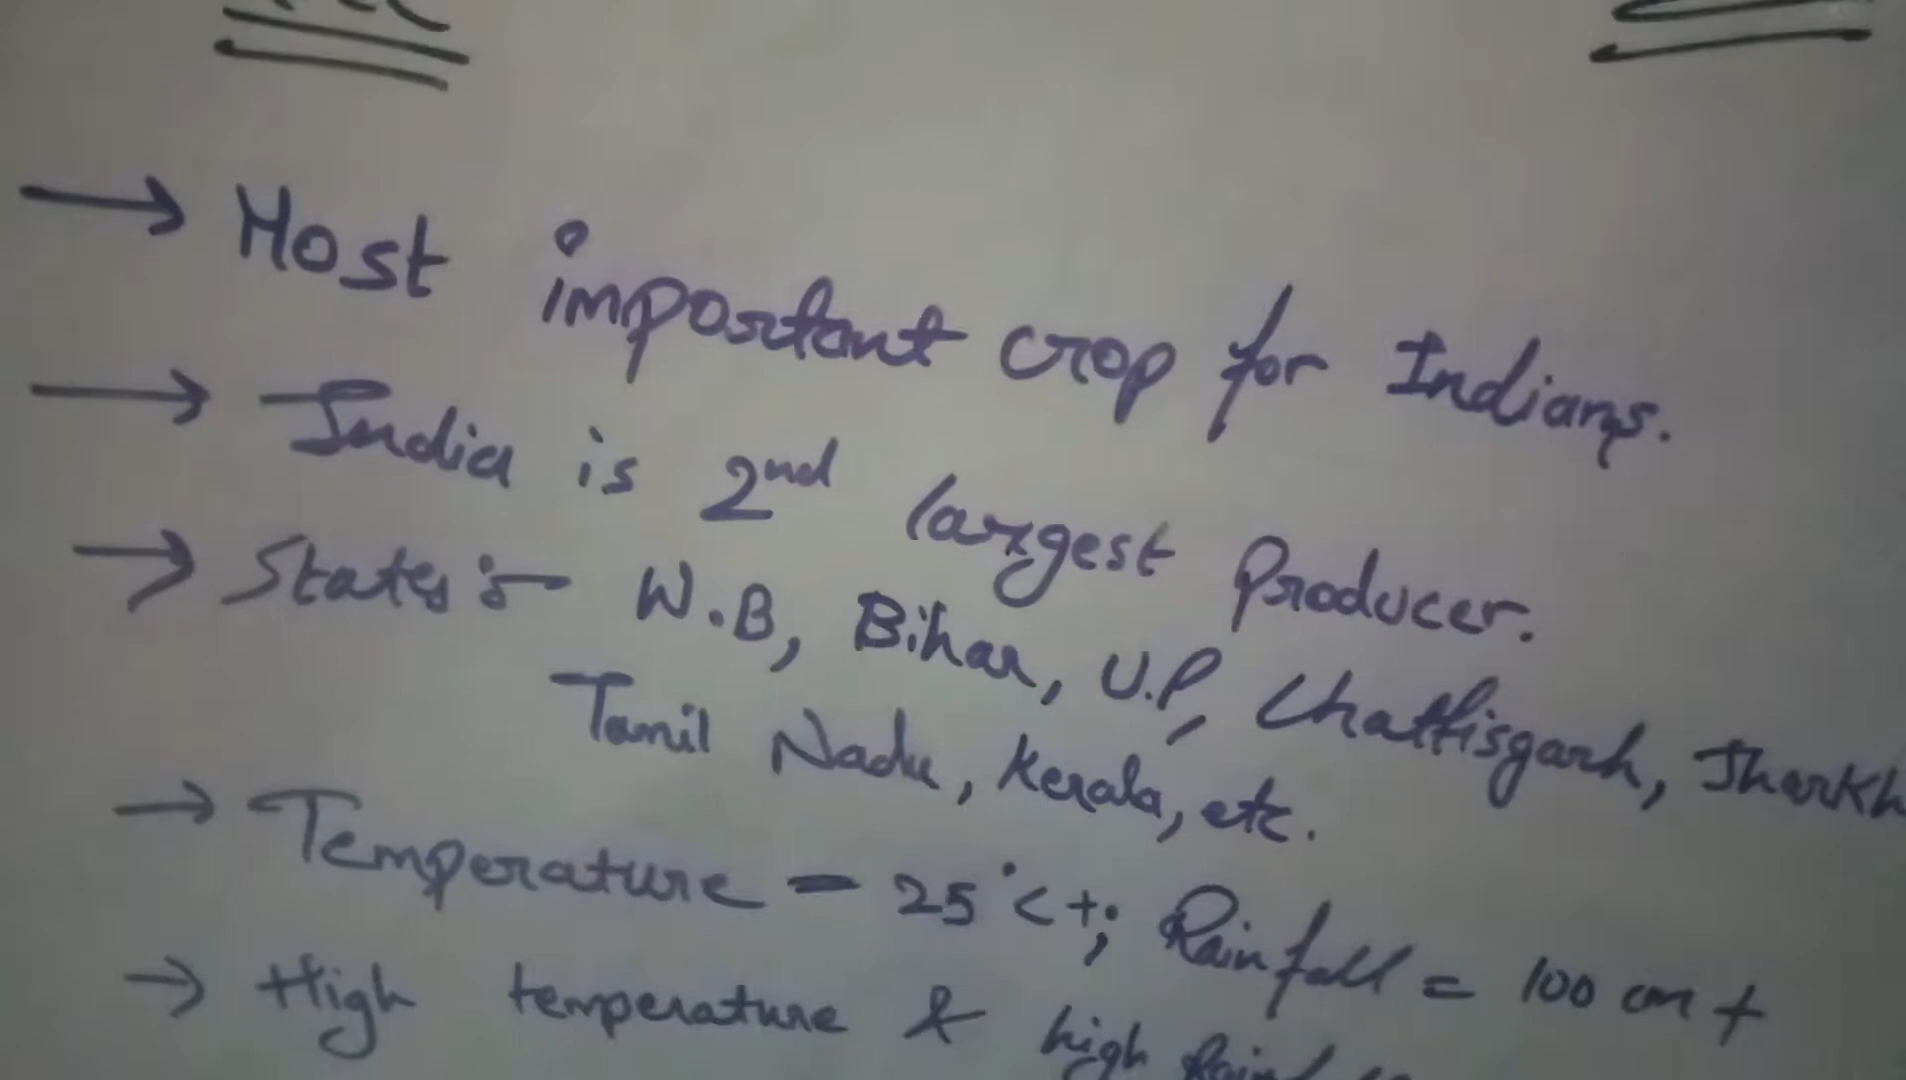 → Most important crop for Indians.
→ India is 2nd largest Producer.
→ States:- W.B, Bihar, U.P, Chattisgarh, Jharkh
Tamil Nadu, Kerala, etc.
→ Temperature = 25°C+; Rainfall = 100 cm +
→ High temperature & high